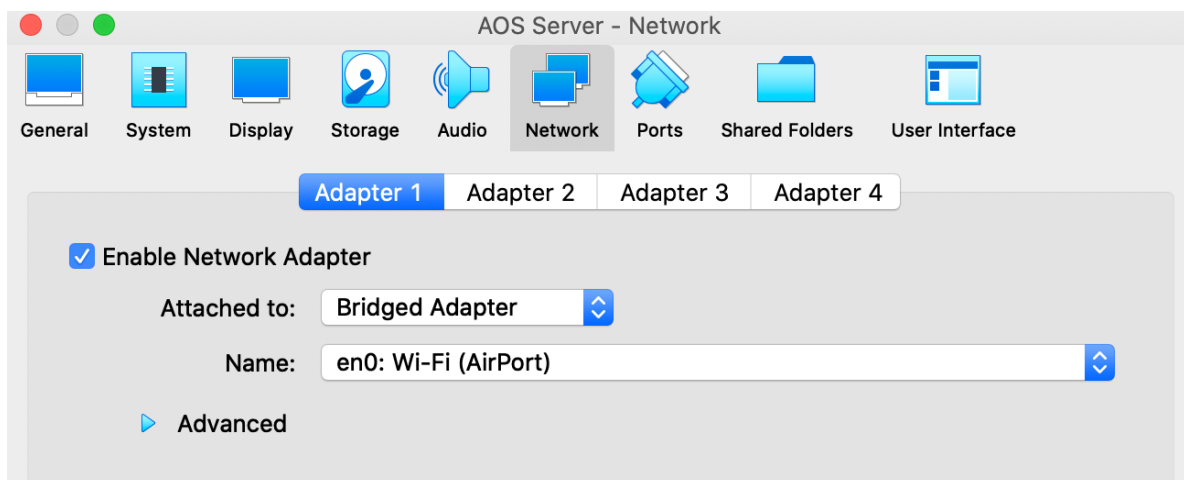 AOS Server - Network
General System Display Storage Audio Network Ports Shared Folders User Interface
Adapter 1 Adapter 2 Adapter 3 Adapter 4
Enable Network Adapter
Attached to: Bridged Adapter
Name: en0: Wi-Fi (AirPort)
Advanced